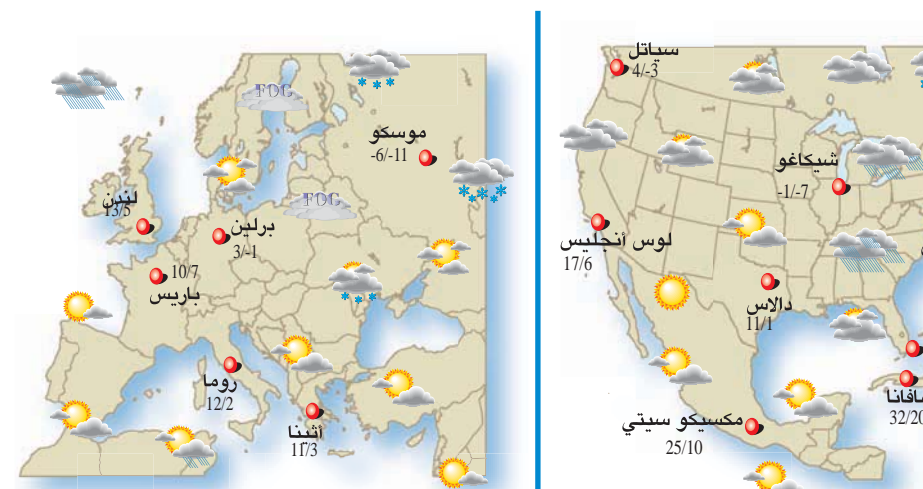 FOG
موسكو
-6/-11
لندن
13/5
FOG
برلين
3/-1
10/7
باريس
روما
12/2
أثينا
11/3
سياتل
4/-3
شيكاغو
-1/-7
لوس أنجليس
17/6
دالاس
11/1
مكسيكو سيتي
25/10
هافانا
32/20